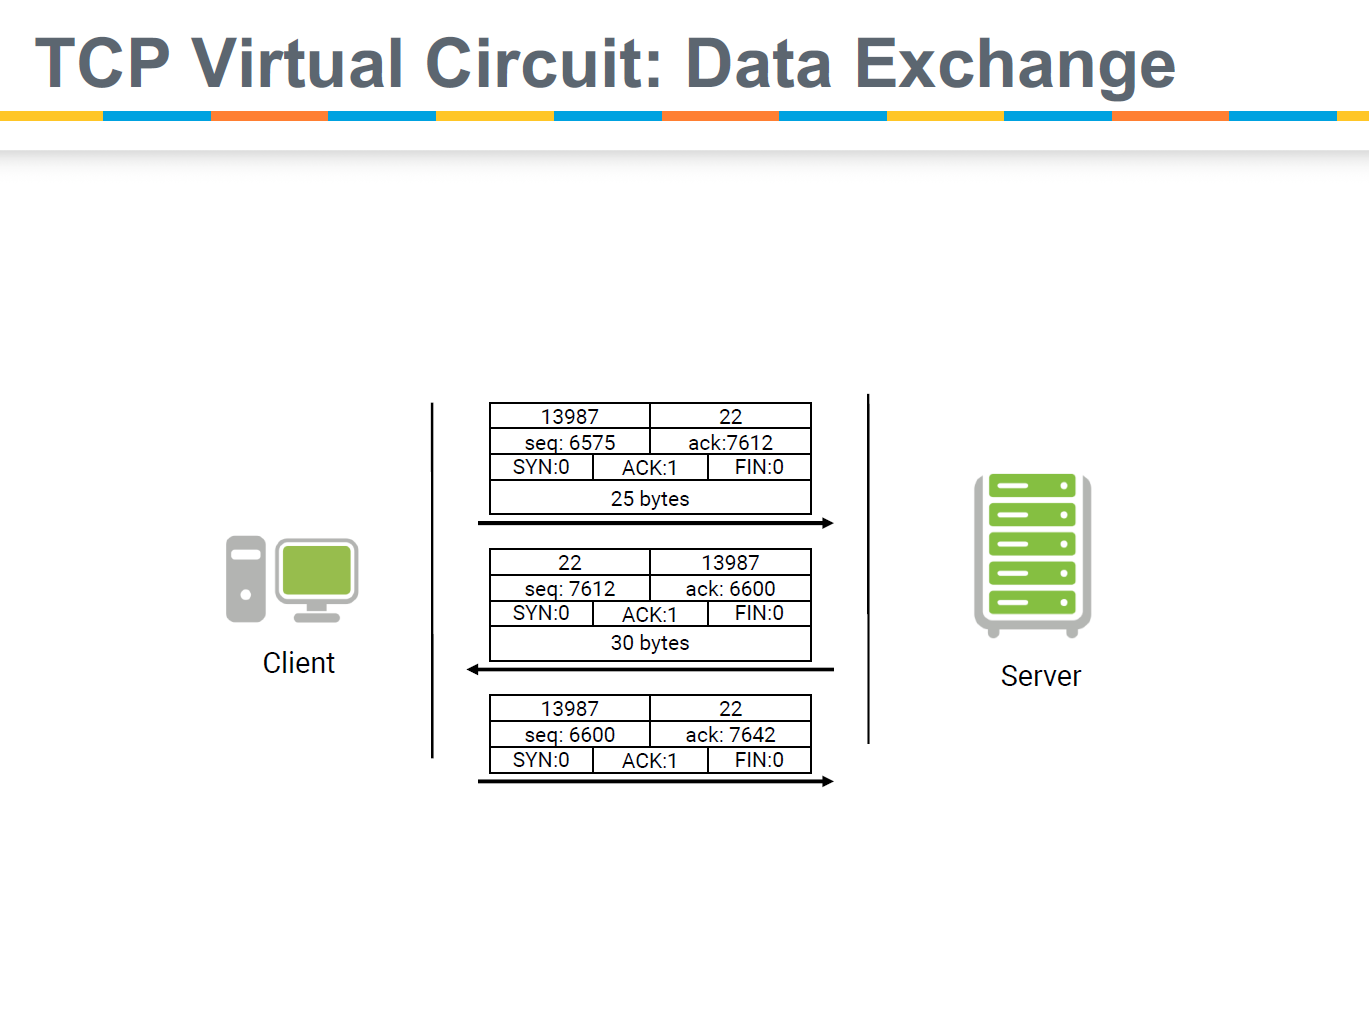 TCP Virtual Circuit: Data Exchange
13987 22
seq: 6575 ack:7612
SYN:0 ACK:1 FIN:0
25 bytes
22 13987
seq: 7612 ack: 6600
SYN:0 ACK:1 FIN:0
30 bytes
Client
Server
13987 22
seq: 6600 ack: 7642
SYN:0 ACK:1 FIN:0